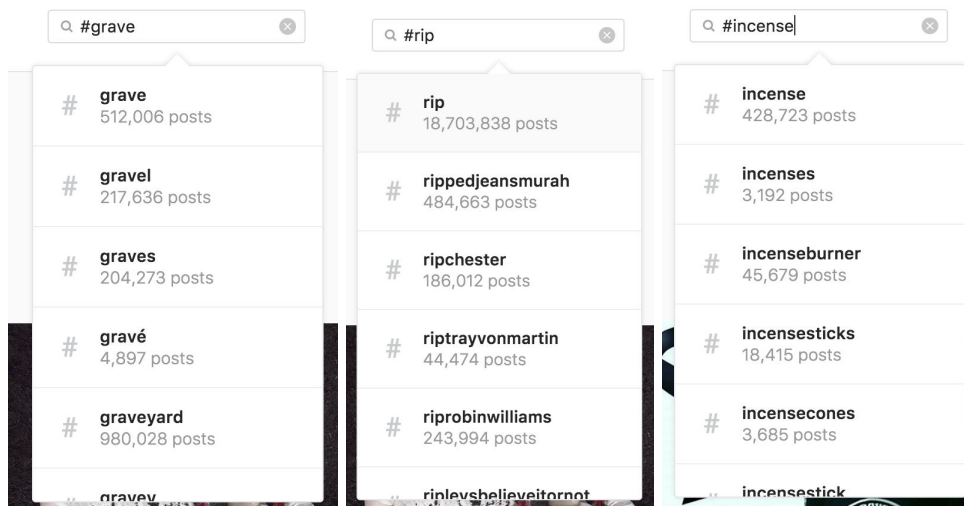 #grave
# grave
512,006 posts
# gravel
217,636 posts
# graves
204,273 posts
# gravé
4,897 posts
# graveyard
980,028 posts
# gravey
#rip
# rip
18,703,838 posts
# rippedjeansmurah
484,663 posts
# ripchester
186,012 posts
# riptrayvonmartin
44,474 posts
# riprobinwilliams
243,994 posts
ripleysbelieveitornot
#incense
# incense
428,723 posts
# incenses
3,192 posts
# incenseburner
45,679 posts
# incensesticks
18,415 posts
# incensecones
3,685 posts
# incensestick